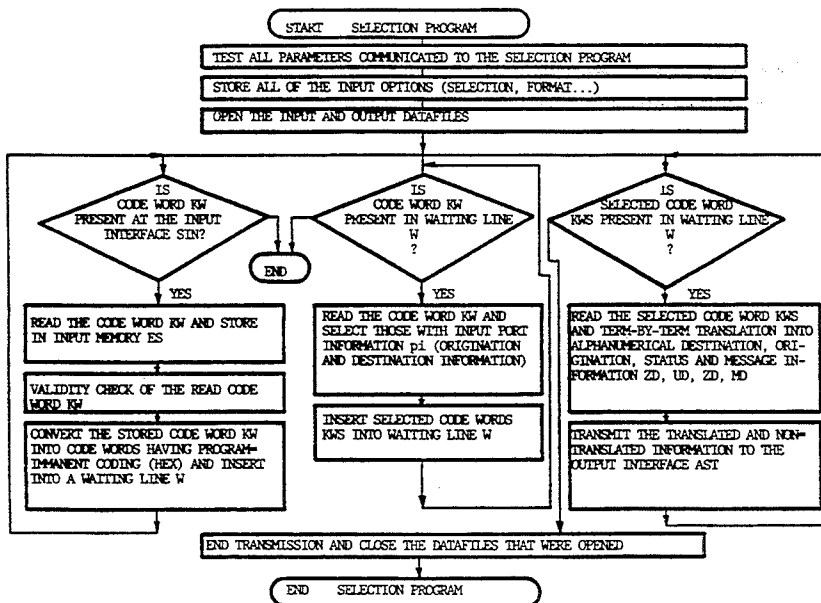 START SELECTION PROGRAM
TEST ALL PARAMETERS COMMUNICATED TO THE SELECTION PROGRAM
STORE ALL OF THE INPUT OPTIONS (SELECTION, FORMAT...)
OPEN THE INPUT AND OUTPUT DATAFILES
IS
CODE WORD KW
PRESENT AT THE INPUT
INTERFACE SIN?
YES
READ THE CODE WORD KW AND STORE
IN INPUT MEMORY ES
VALIDITY CHECK OF THE READ CODE
WORD KW
CONVERT THE STORED CODE WORD KW
INTO CODE WORDS HAVING PROGRAM-
IMMANENT CODING (HEX) AND INSERT
INTO A WAITING LINE W
END
IS
CODE WORD KW
PRESENT IN WAITING LINE
W
?
YES
READ THE CODE WORD KW AND
SELECT THOSE WITH INPUT PORT
INFORMATION pi (ORIGINATION
AND DESTINATION INFORMATION)
INSERT SELECTED CODE WORDS
KWS INTO WAITING LINE W
IS
SELECTED CODE WORD
KWS PRESENT IN WAITING LINE
W
?
YES
READ THE SELECTED CODE WORD KWS
AND TERM-BY-TERM TRANSLATION INTO
ALPHANUMERICAL DESTINATION, ORI-
GINATION, STATUS AND MESSAGE IN-
FORMATION ZD, UD, ZD, MD
TRANSMIT THE TRANSLATED AND NON-
TRANSLATED INFORMATION TO THE
OUTPUT INTERFACE AST
END TRANSMISSION AND CLOSE THE DATAFILES THAT WERE OPENED
END SELECTION PROGRAM